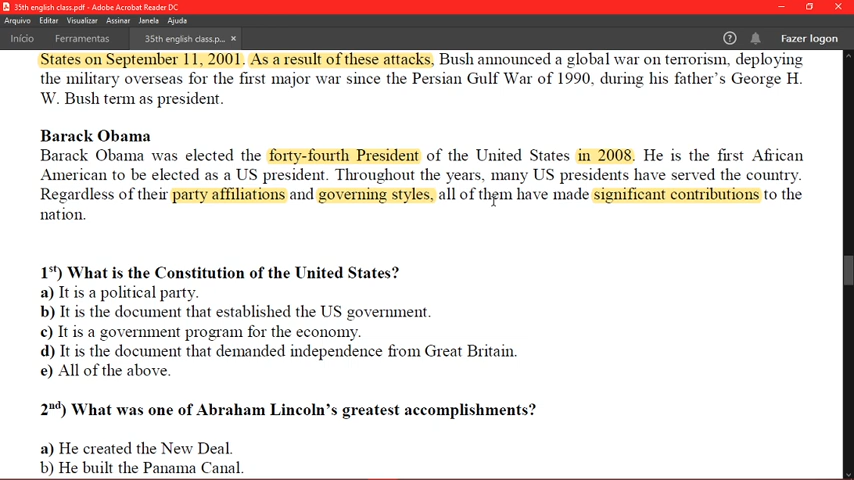 35th english class.pdf - Adobe Acrobat Reader DC
Arquivo Editar Visualizar Assinar Janela Ajuda
Início Ferramentas 35th english class.p... × Fazer logon
States on September 11, 2001. As a result of these attacks, Bush announced a global war on terrorism, deploying
the military overseas for the first major war since the Persian Gulf War of 1990, during his father's George H.
W. Bush term as president.
Barack Obama
Barack Obama was elected the forty-fourth President of the United States in 2008. He is the first African
American to be elected as a US president. Throughout the years, many US presidents have served the country.
Regardless of their party affiliations and governing styles, all of them have made significant contributions to the
nation.
1st) What is the Constitution of the United States?
a) It is a political party.
b) It is the document that established the US government.
c) It is a government program for the economy.
d) It is the document that demanded independence from Great Britain.
e) All of the above.
2nd) What was one of Abraham Lincoln's greatest accomplishments?
a) He created the New Deal.
b) He built the Panama Canal.